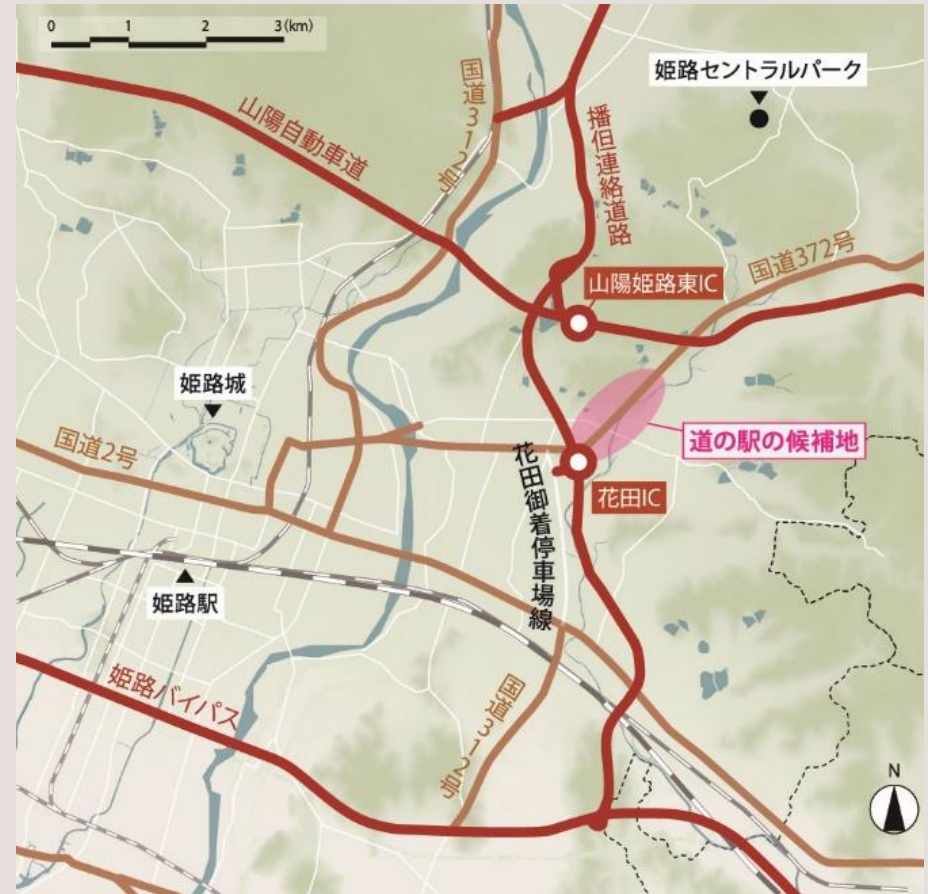 0 1 2 3(km)
姫路セントラルパーク
国道312号
山陽自動車道
播但連絡道路
国道372号
山陽姫路東IC
姫路城
道の駅の候補地
国道2号
花田御着停車場線
花田IC
姫路駅
姫路バイパス
国道312号
N